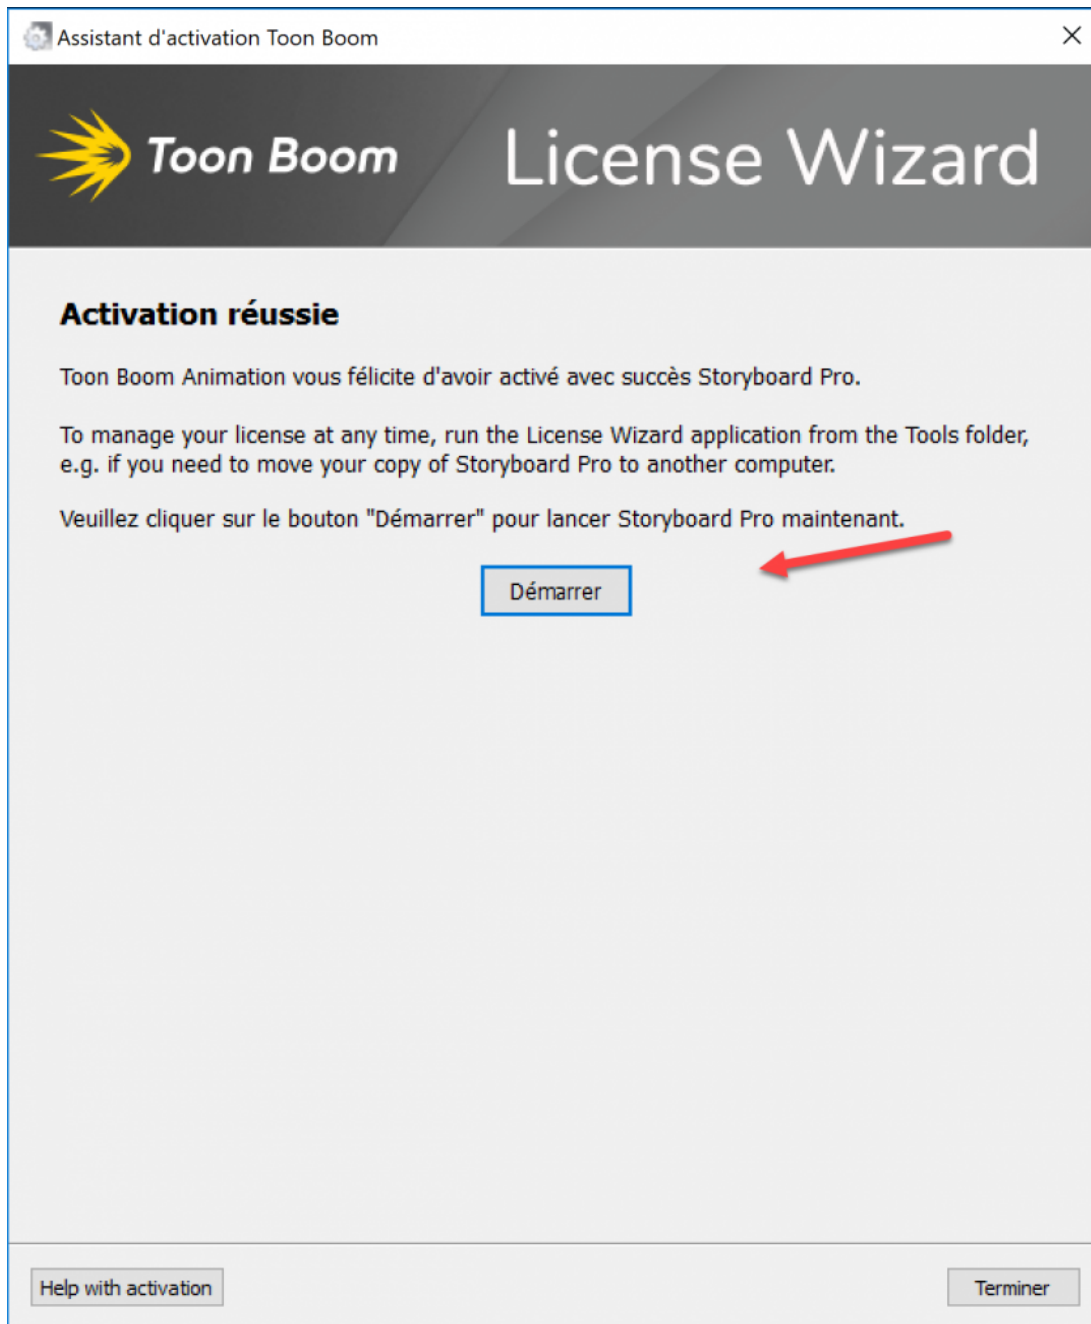 Assistant d'activation Toon Boom
Toon Boom
License Wizard
Activation réussie
Toon Boom Animation vous félicite d'avoir activé avec succès Storyboard Pro.
To manage your license at any time, run the License Wizard application from the Tools folder,
e.g. if you need to move your copy of Storyboard Pro to another computer.
Veuillez cliquer sur le bouton "Démarrer" pour lancer Storyboard Pro maintenant.
Démarrer
Help with activation
Terminer